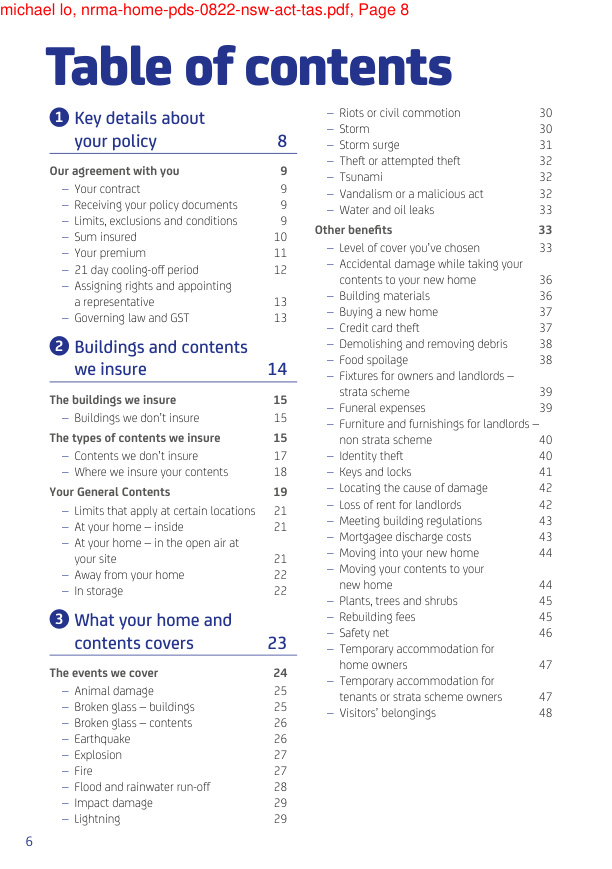 michael lo, nrma-home-pds-0822-nsw-act-tas.pdf, Page 8
Table of contents
1 Key details about
your policy 8
Our agreement with you 9
– Your contract 9
– Receiving your policy documents 9
– Limits, exclusions and conditions 9
– Sum insured 10
– Your premium 11
– 21 day cooling-off period 12
– Assigning rights and appointing
a representative 13
– Governing law and GST 13
2 Buildings and contents
we insure 14
The buildings we insure 15
– Buildings we don't insure 15
The types of contents we insure 15
– Contents we don't insure 17
– Where we insure your contents 18
Your General Contents 19
– Limits that apply at certain locations 21
– At your home – inside 21
– At your home – in the open air at
your site 21
– Away from your home 22
– In storage 22
3 What your home and
contents covers 23
The events we cover 24
– Animal damage 25
– Broken glass – buildings 25
– Broken glass – contents 26
– Earthquake 26
– Explosion 27
– Fire 27
– Flood and rainwater run-off 28
– Impact damage 29
– Lightning 29
– Riots or civil commotion 30
– Storm 30
– Storm surge 31
– Theft or attempted theft 32
– Tsunami 32
– Vandalism or a malicious act 32
– Water and oil leaks 33
Other benefits 33
– Level of cover you've chosen 33
– Accidental damage while taking your
contents to your new home 36
– Building materials 36
– Buying a new home 37
– Credit card theft 37
– Demolishing and removing debris 38
– Food spoilage 38
– Fixtures for owners and landlords –
strata scheme 39
– Funeral expenses 39
– Furniture and furnishings for landlords –
non strata scheme 40
– Identity theft 40
– Keys and locks 41
– Locating the cause of damage 42
– Loss of rent for landlords 42
– Meeting building regulations 43
– Mortgagee discharge costs 43
– Moving into your new home 44
– Moving your contents to your
new home 44
– Plants, trees and shrubs 45
– Rebuilding fees 45
– Safety net 46
– Temporary accommodation for
home owners 47
– Temporary accommodation for
tenants or strata scheme owners 47
– Visitors' belongings 48
6